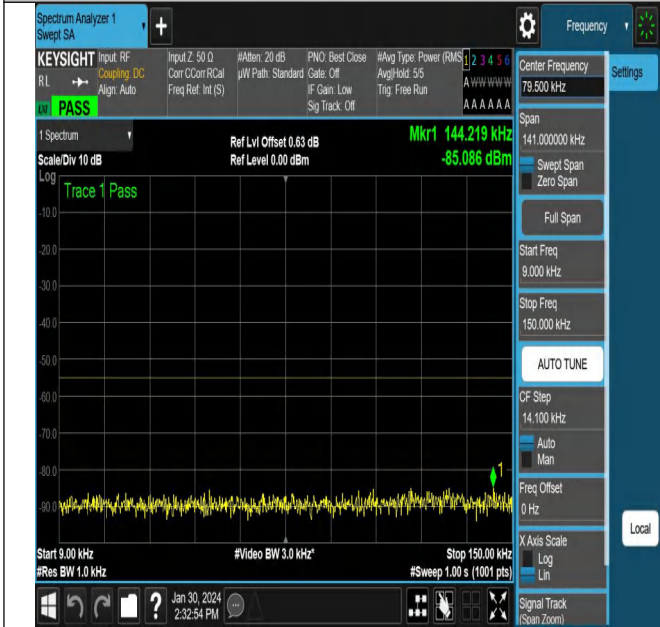 Spectrum Analyzer 1
Swept SA
+
Frequency
KEYSIGHT
Input: RF
Coupling: DC
Align: Auto
RL
PASS
Input Z: 50 Ω
Corr CCorr RCal
Freq Ref: Int (S)
#Atten: 20 dB
µW Path: Standard
PNO: Best Close
Gate: Off
IF Gain: Low
Sig Track: Off
#Avg Type: Power (RMS
Avg|Hold: 5/5
Trig: Free Run
1 2 3 4 5 6
A W W W W W
A A A A A A
1 Spectrum
Scale/Div 10 dB
Ref Lvl Offset 0.63 dB
Ref Level 0.00 dBm
Mkr1 144.219 kHz
-85.086 dBm
Log
Trace 1 Pass
-10.0
-20.0
-30.0
-40.0
-50.0
-60.0
-70.0
-80.0
-90.0
1
Start 9.00 kHz
#Res BW 1.0 kHz
#Video BW 3.0 kHz*
Stop 150.00 kHz
#Sweep 1.00 s (1001 pts)
Center Frequency
79.500 kHz
Settings
Span
141.000000 kHz
Swept Span
Zero Span
Full Span
Start Freq
9.000 kHz
Stop Freq
150.000 kHz
AUTO TUNE
CF Step
14.100 kHz
Auto
Man
Freq Offset
0 Hz
X Axis Scale
Log
Lin
Local
Signal Track
(Span Zoom)
?
Jan 30, 2024
2:32:54 PM